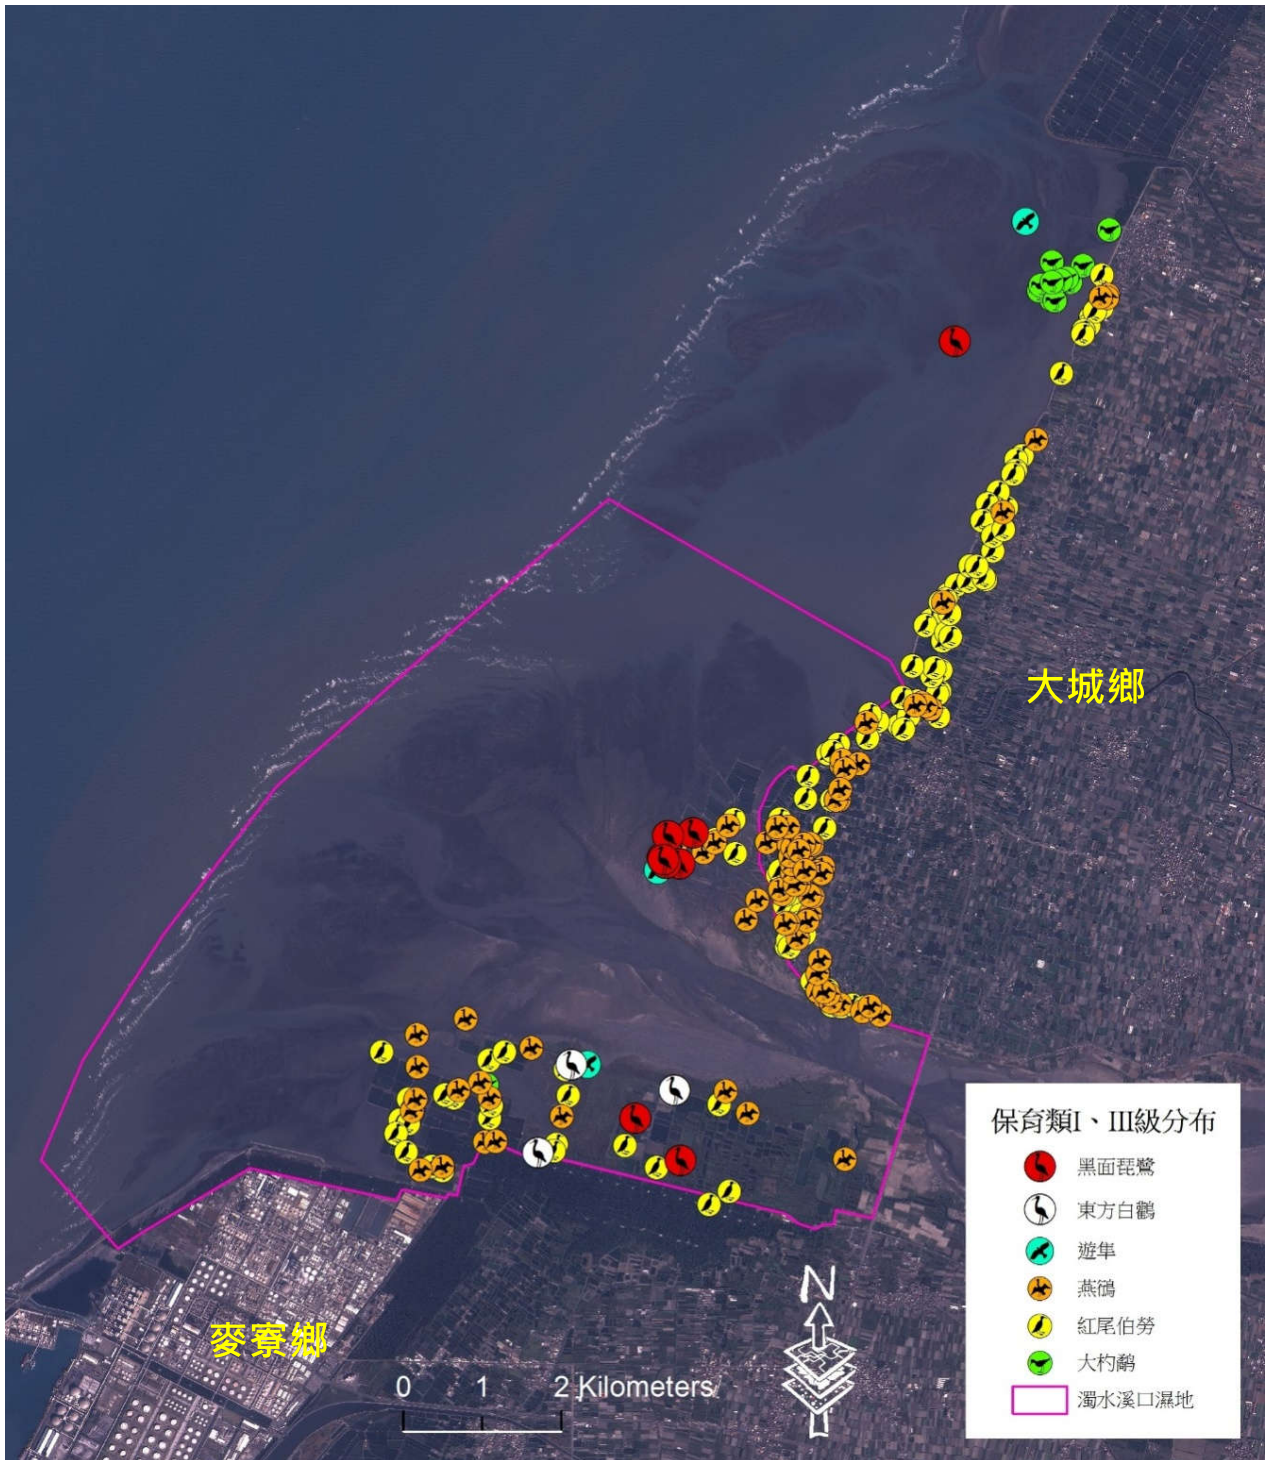 大城鄉
保育類I、III級分布
黑面琵鷺
東方白鸛
遊隼
燕鴴
紅尾伯勞
大杓鷸
濁水溪口濕地
N
麥寮鄉
0 1 2 Kilometers